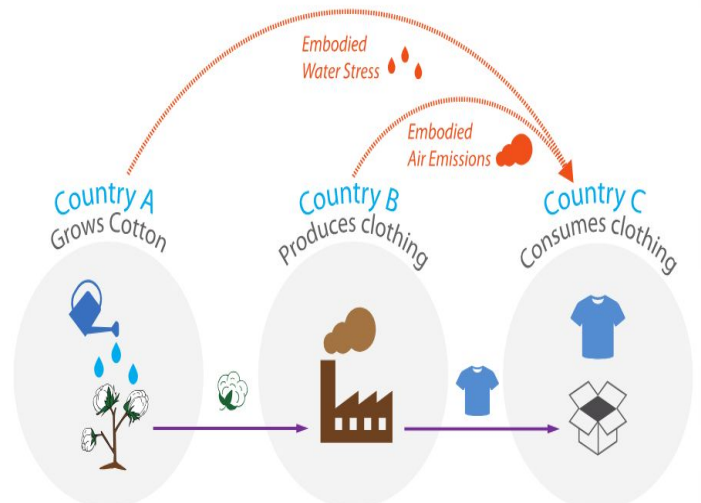 Embodied
Water Stress
Embodied
Air Emissions
Country A
Grows Cotton
Country B
Produces clothing
Country C
Consumes clothing